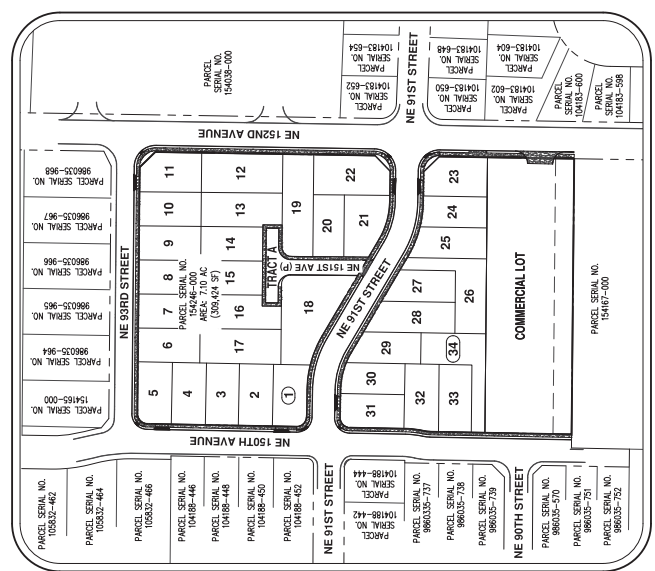 PARCEL
SERIAL NO.
154038-000
PARCEL
SERIAL NO.
104183-654
PARCEL
SERIAL NO.
104183-652
NE 91ST STREET
PARCEL
SERIAL NO.
104183-648
PARCEL
SERIAL NO.
104183-650
PARCEL
SERIAL NO.
104183-604
PARCEL
SERIAL NO.
104183-602
PARCEL
SERIAL NO.
104183-600
PARCEL
SERIAL NO.
104183-598
NE 152ND AVENUE
PARCEL SERIAL NO.
986035-968
PARCEL SERIAL NO.
986035-967
PARCEL SERIAL NO.
986035-966
PARCEL SERIAL NO.
986035-965
PARCEL SERIAL NO.
986035-964
PARCEL SERIAL NO.
154165-000
NE 93RD STREET
11
12
10
13
9
14
8
15
7
16
6
17
PARCEL SERIAL NO.
154246-000
AREA: 7.10 AC
(309,424 SF)
TRACT A
NE 151ST AVE (P)
18
19
20
21
22
5
4
3
2
1
NE 91ST STREET
23
24
25
26
27
28
29
30
31
32
33
34
COMMERCIAL LOT
PARCEL SERIAL NO.
154167-000
NE 150TH AVENUE
PARCEL SERIAL NO.
105832-462
PARCEL SERIAL NO.
105832-464
PARCEL SERIAL NO.
105832-466
PARCEL SERIAL NO.
104188-446
PARCEL SERIAL NO.
104188-448
PARCEL SERIAL NO.
104188-450
PARCEL SERIAL NO.
104188-452
NE 91ST STREET
PARCEL
SERIAL NO.
104188-444
PARCEL
SERIAL NO.
104188-442
PARCEL SERIAL NO.
9860335-737
PARCEL SERIAL NO.
986035-738
PARCEL SERIAL NO.
986035-739
NE 90TH STREET
PARCEL SERIAL NO.
986035-570
PARCEL SERIAL NO.
986035-751
PARCEL SERIAL NO.
986035-752